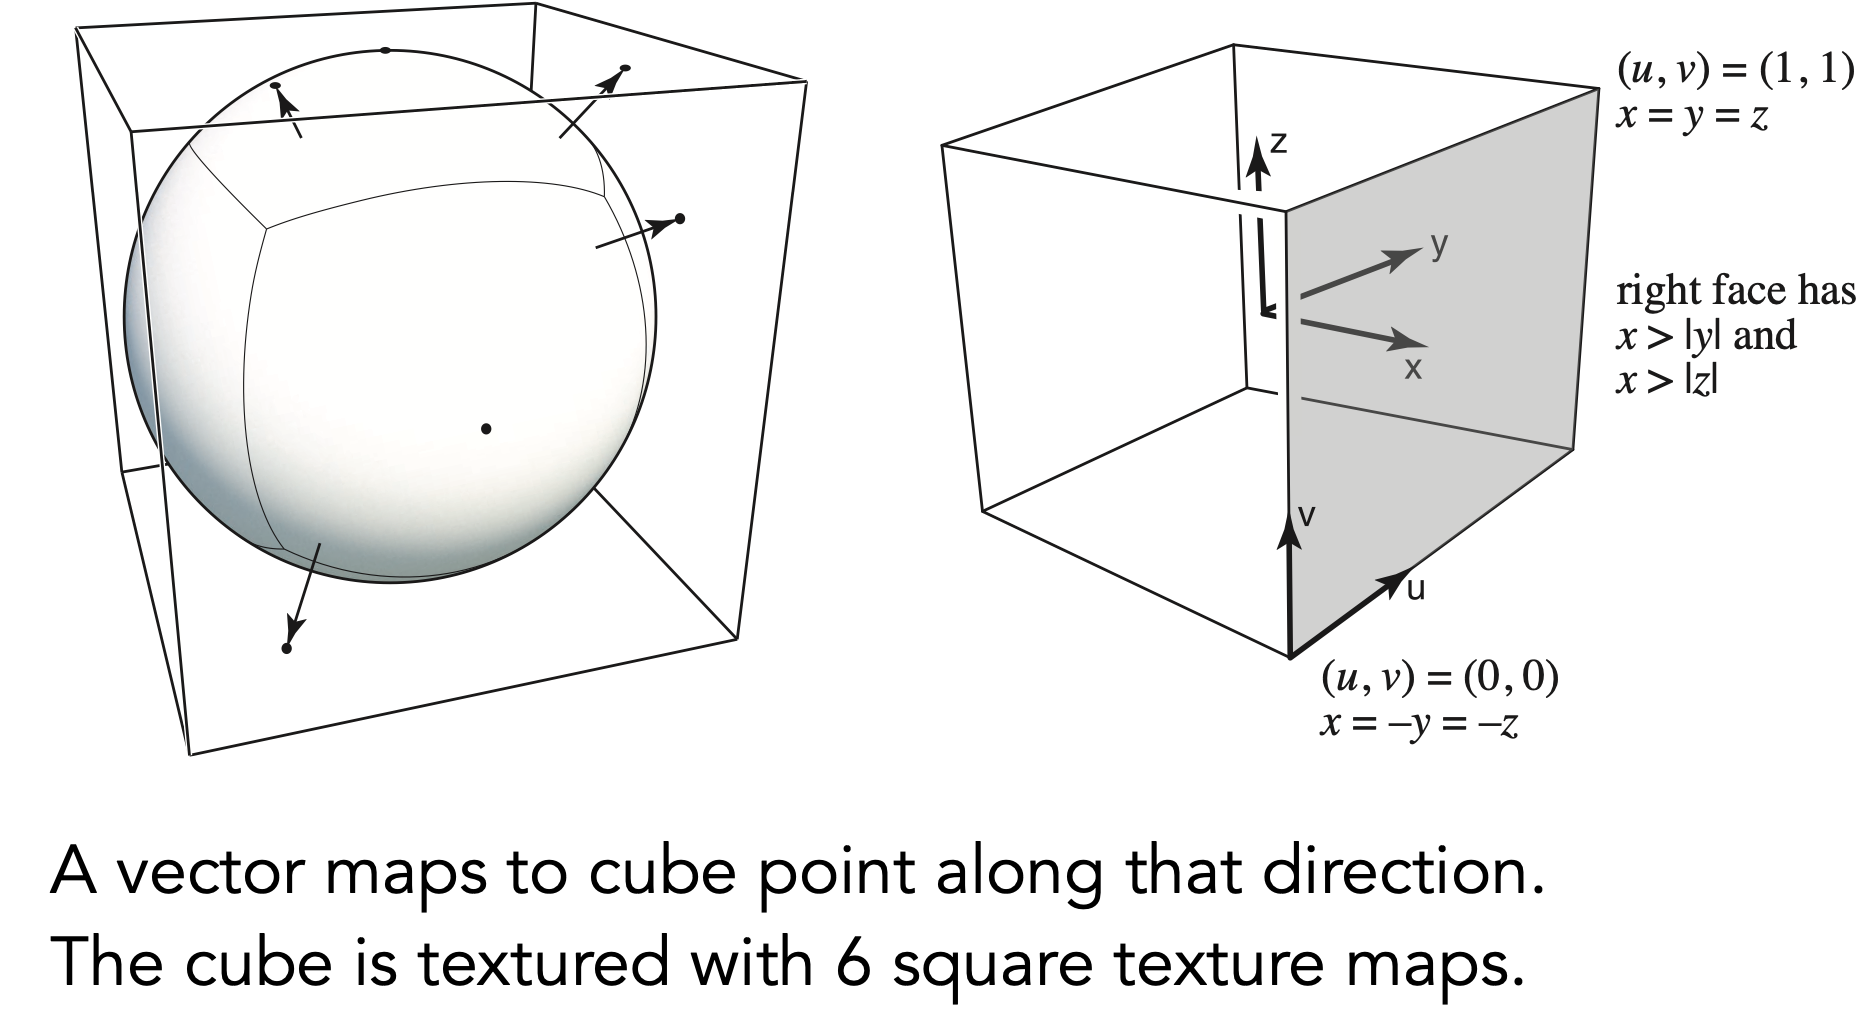 (u, v) = (1, 1)
x = y = z
z
y
x
right face has
x > |y| and
x > |z|
v
u
(u, v) = (0, 0)
x = –y = –z
A vector maps to cube point along that direction.
The cube is textured with 6 square texture maps.